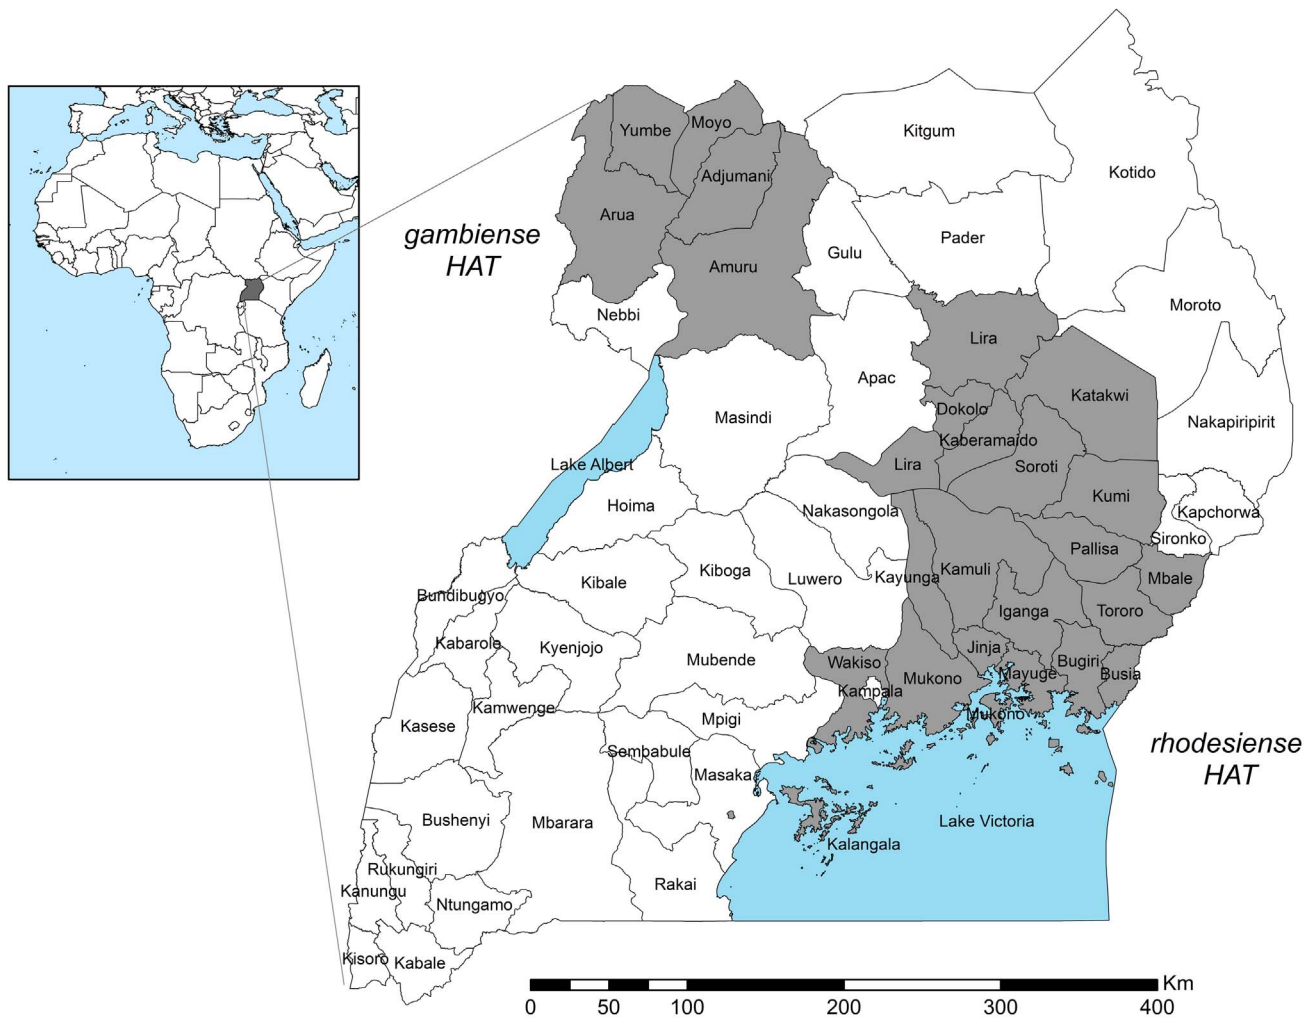 Kitgum
Yumbe
Moyo
Kotido
Adjumani
Arua
gambiense
HAT
Pader
Gulu
Amuru
Moroto
Nebbi
Lira
Apac
Katakwi
Dokolo
Masindi
Nakapiripirit
Kaberamaido
Lake Albert
Lira
Soroti
Kumi
Hoima
Nakasongola
Kapchorwa
Sironko
Pallisa
Kiboga
Kamuli
Kayunga
Luwero
Mbale
Kibale
Bundibugyo
Iganga
Tororo
Kabarole
Kyenjojo
Jinja
Mubende
Wakiso
Bugiri
Mukono
Mayuge
Busia
Kampala
Kamwenge
Mukono
Mpigi
Kasese
rhodesiense
HAT
Sembabule
Masaka
Bushenyi
Mbarara
Lake Victoria
Kalangala
Rukungiri
Kanungu
Rakai
Ntungamo
Kisoro
Kabale
Km
0 50 100 200 300 400